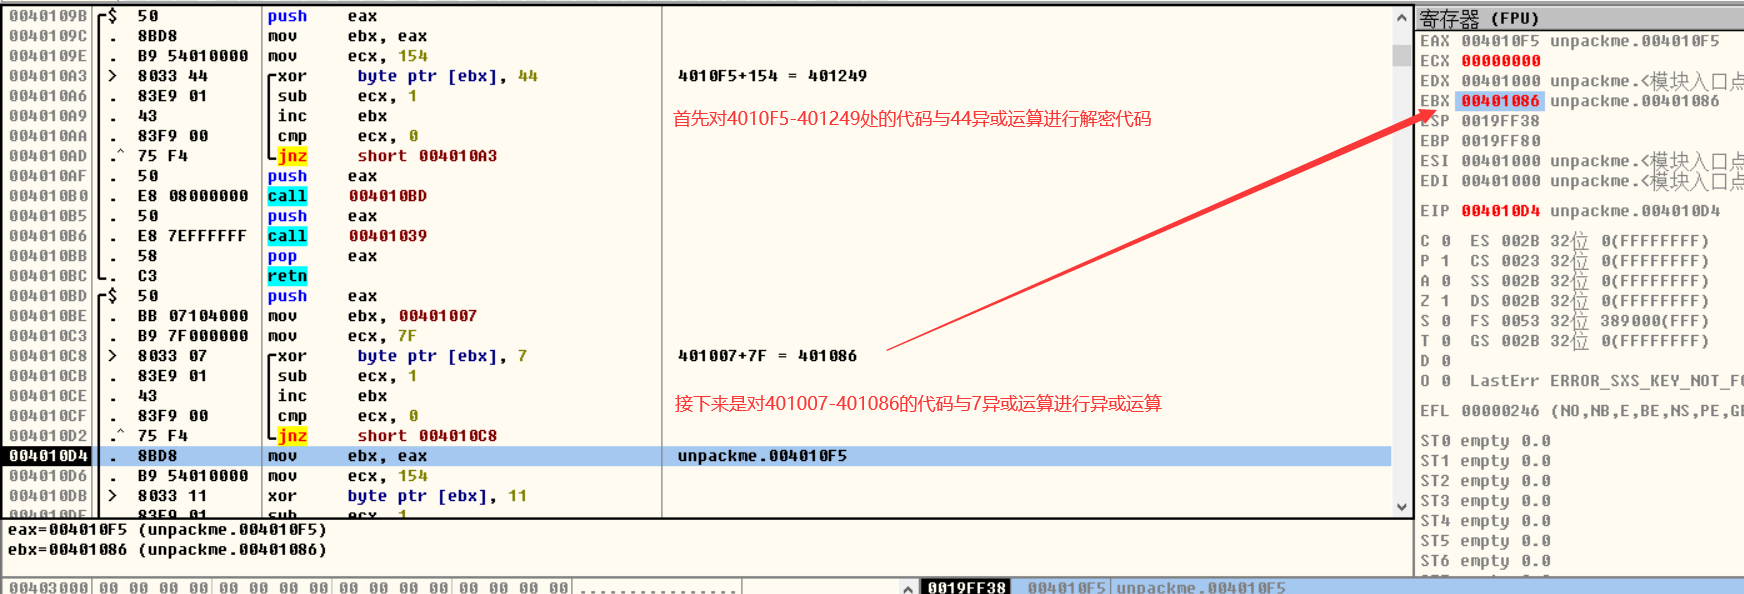 0040109B $ 50 push eax
0040109C . 8BD8 mov ebx, eax
0040109E . B9 54010000 mov ecx, 154
004010A3 > 8033 44 xor byte ptr [ebx], 44 4010F5+154 = 401249
004010A6 . 83E9 01 sub ecx, 1
004010A9 . 43 inc ebx
首先对4010F5-401249处的代码与44异或运算进行解密代码
004010AA . 83F9 00 cmp ecx, 0
004010AD .^ 75 F4 jnz short 004010A3
004010AF . 50 push eax
004010B0 . E8 08000000 call 004010BD
004010B5 . 50 push eax
004010B6 . E8 7EFFFFFF call 00401039
004010BB . 58 pop eax
004010BC . C3 retn
004010BD $ 50 push eax
004010BE . BB 07104000 mov ebx, 00401007
004010C3 . B9 7F000000 mov ecx, 7F
004010C8 > 8033 07 xor byte ptr [ebx], 7 401007+7F = 401086
004010CB . 83E9 01 sub ecx, 1
004010CE . 43 inc ebx
接下来是对401007-401086的代码与7异或运算进行异或运算
004010CF . 83F9 00 cmp ecx, 0
004010D2 .^ 75 F4 jnz short 004010C8
004010D4 . 8BD8 mov ebx, eax unpackme.004010F5
004010D6 . B9 54010000 mov ecx, 154
004010DB > 8033 11 xor byte ptr [ebx], 11
004010DE . 83E9 01 sub ecx, 1
eax=004010F5 (unpackme.004010F5)
ebx=00401086 (unpackme.00401086)
寄存器 (FPU)
EAX 004010F5 unpackme.004010F5
ECX 00000000
EDX 00401000 unpackme.<模块入口点
EBX 00401086 unpackme.00401086
ESP 0019FF38
EBP 0019FF80
ESI 00401000 unpackme.<模块入口点
EDI 00401000 unpackme.<模块入口点
EIP 004010D4 unpackme.004010D4
C 0 ES 002B 32位 0(FFFFFFFF)
P 1 CS 0023 32位 0(FFFFFFFF)
A 0 SS 002B 32位 0(FFFFFFFF)
Z 1 DS 002B 32位 0(FFFFFFFF)
S 0 FS 0053 32位 389000(FFF)
T 0 GS 002B 32位 0(FFFFFFFF)
D 0
O 0 LastErr ERROR_SXS_KEY_NOT_FO
EFL 00000246 (NO,NB,E,BE,NS,PE,GE
ST0 empty 0.0
ST1 empty 0.0
ST2 empty 0.0
ST3 empty 0.0
ST4 empty 0.0
ST5 empty 0.0
ST6 empty 0.0
00403000 00 00 00 00 00 00 00 00 00 00 00 00 00 00 00 00 ................
0019FF38 004010F5 unpackme.004010F5